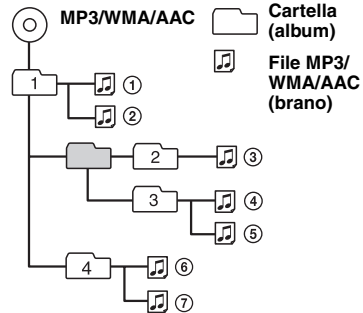 MP3/WMA/AAC
Cartella
(album)
File MP3/
WMA/AAC
(brano)
1
①
②
2
③
3
④
⑤
4
⑥
⑦